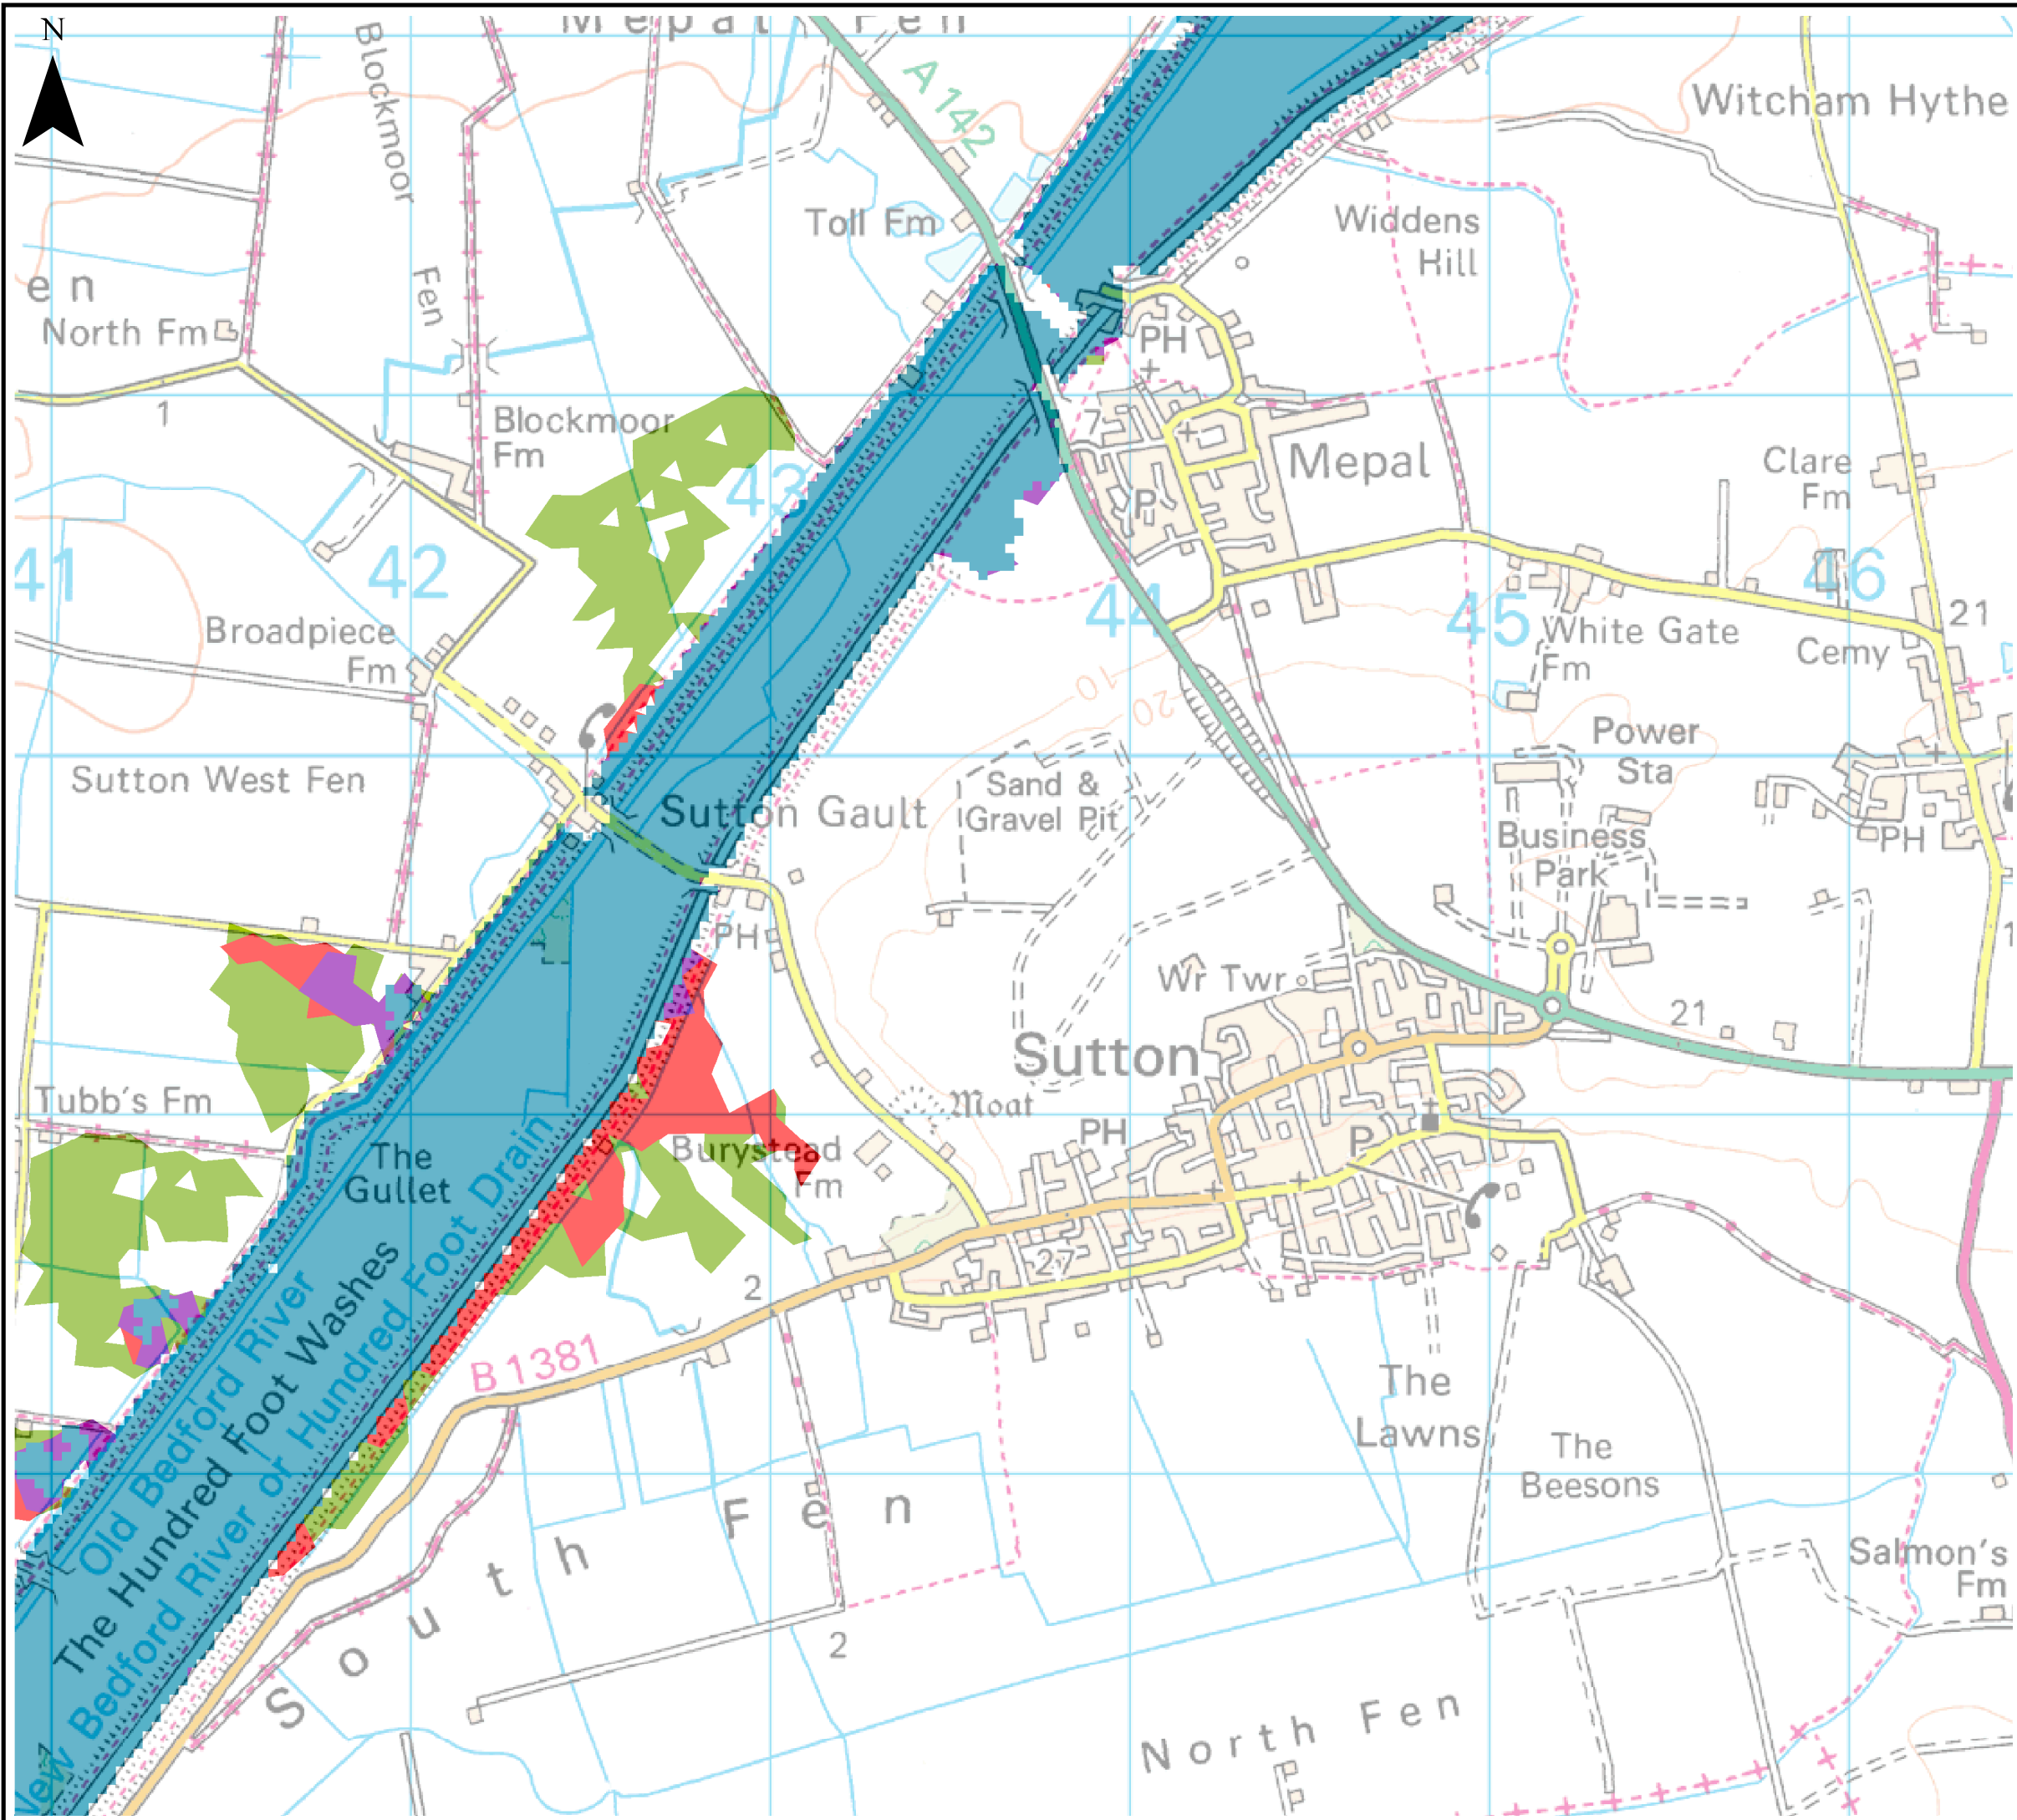 Mepal Fen
N
A 142
Blockmoor
Fen
Witcham Hythe
Toll Fm
Widdens
Hill
en
North Fm
PH
1
Blockmoor
Fm
7
Mepal
Clare
Fm
43
P
41
42
44
45
46
21
Broadpiece
Fm
White Gate
Fm
Cemy
10
20
Power
Sta
Sutton West Fen
Sutton Gault
Sand &
Gravel Pit
Business
Park
PH
PH
Wr Twr
21
1
Sutton
Tubb's Fm
Moat
PH
P
The
Gullet
Burystead
Fm
27
2
B 1381
The
Lawns
The
Beesons
Old Bedford River
The Hundred Foot Washes
New Bedford River or Hundred Foot Drain
South Fen
Salmon's
Fm
2
North Fen